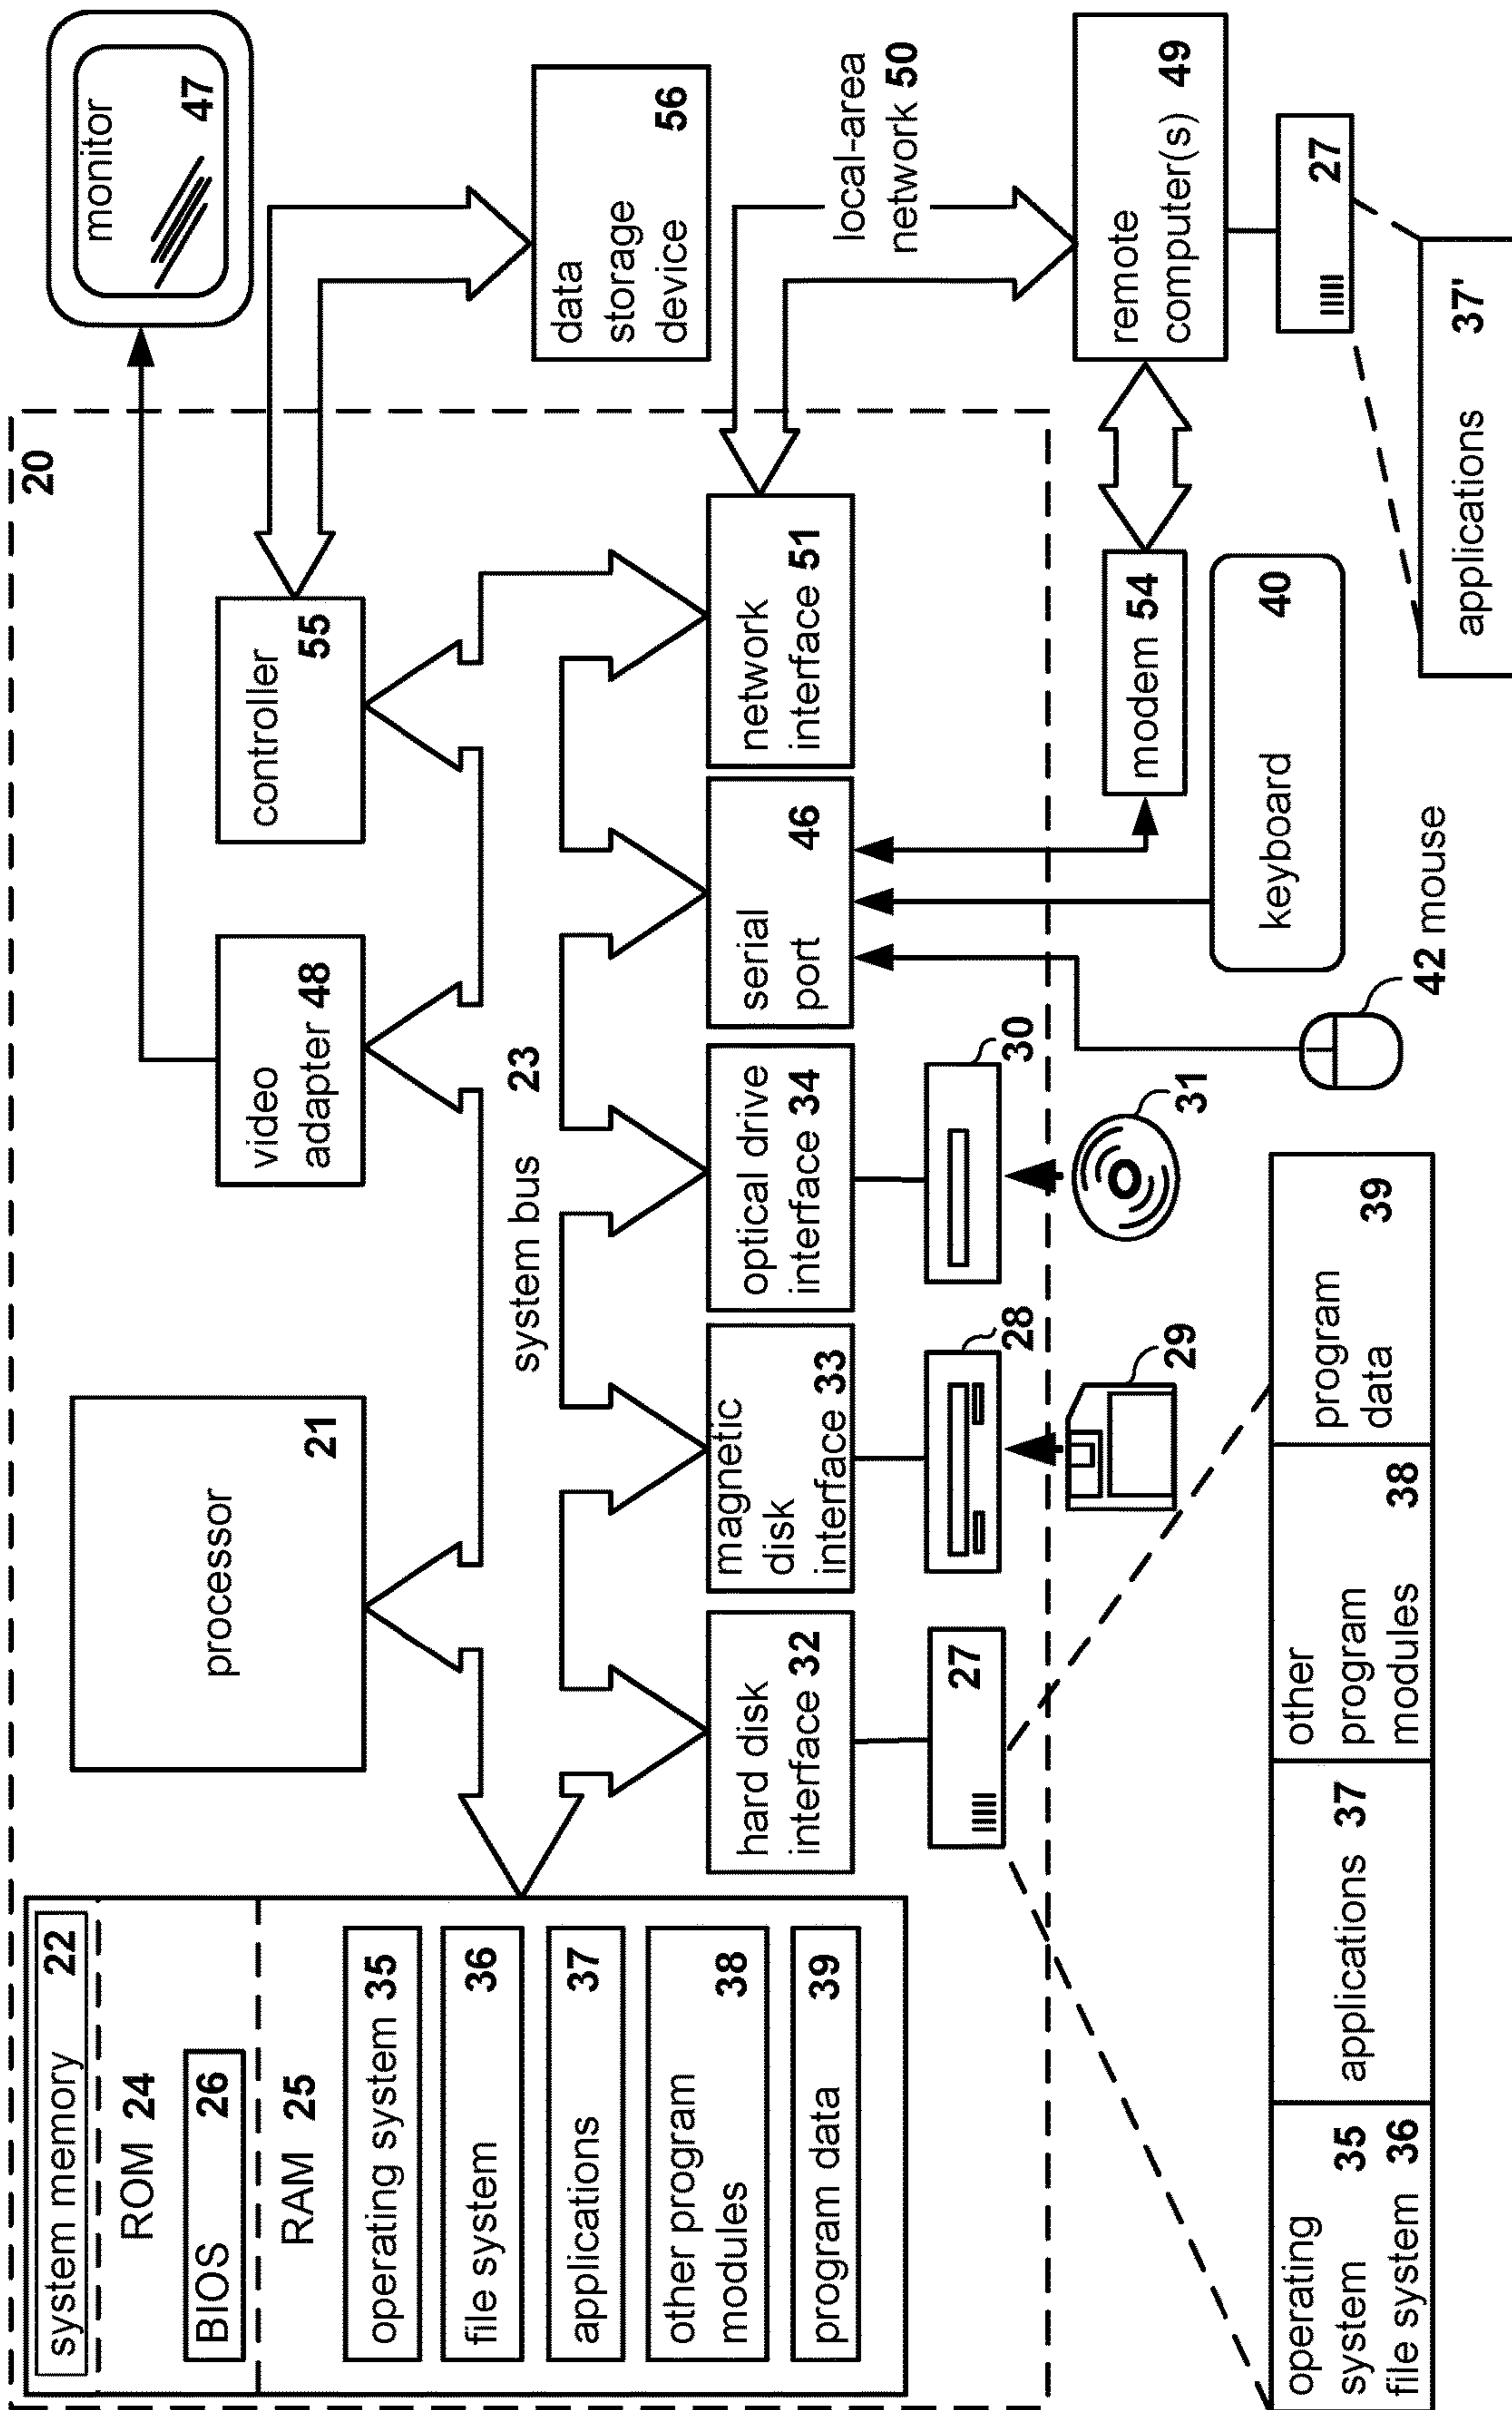 20
system memory 22
ROM 24
BIOS 26
RAM 25
operating system 35
file system 36
applications 37
other program
modules 38
program data 39
processor
21
video
adapter 48
controller
55
monitor
47
system bus 23
data
storage
device 56
hard disk
interface 32
magnetic
disk
interface 33
optical drive
interface 34
serial
port 46
network
interface 51
local-area
network 50
27
28
30
29
31
modem 54
remote
computer(s) 49
keyboard
40
42 mouse
27
operating
system 35
file system 36
applications 37
other
program
modules 38
program
data 39
applications 37'